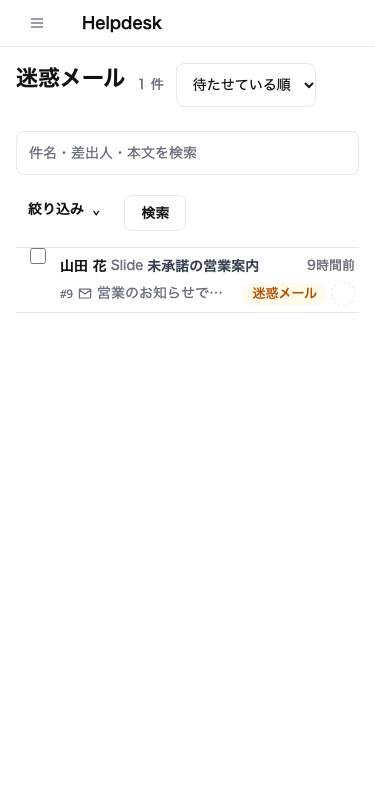 Helpdesk
迷惑メール 1 件 待たせている順
件名・差出人・本文を検索
絞り込み 検索
山田 花 Slide 未承諾の営業案内 9時間前
#9 営業のお知らせで… 迷惑メール